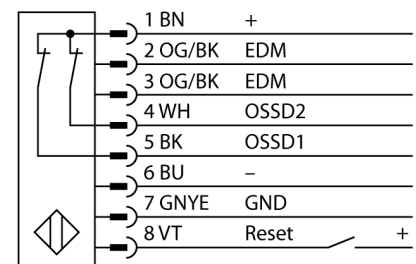 1 BN +
2 OG/BK EDM
3 OG/BK EDM
4 WH OSSD2
5 BK OSSD1
6 BU –
7 GNYE GND
8 VT Reset +